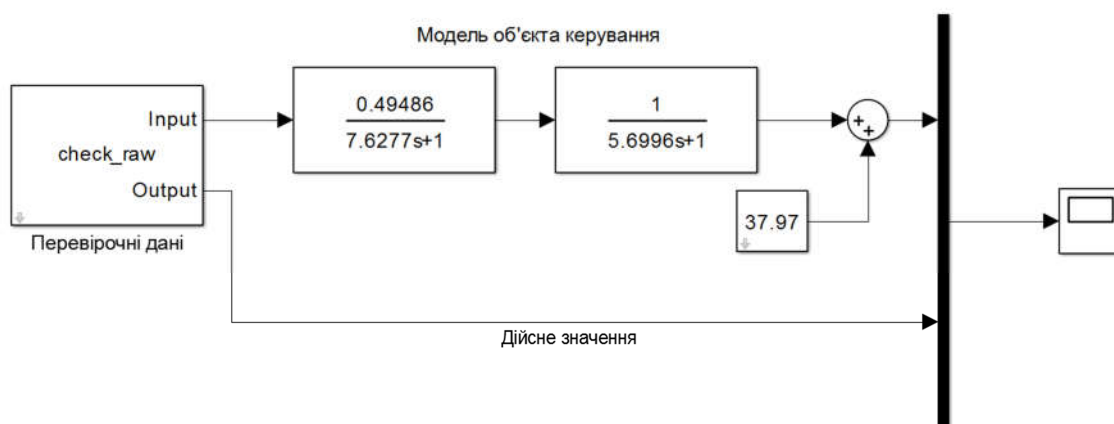 Модель об'єкта керування
Input
check_raw
Output
Перевірочні дані
0.49486
7.6277s+1
1
5.6996s+1
+
+
37.97
Дійсне значення